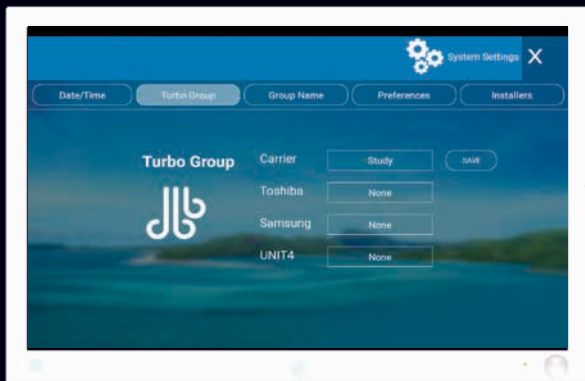 System Settings X
Date/Time Turbo Group Group Name Preferences Installers
Turbo Group Carrier Study SAVE
Toshiba None
Samsung None
UNIT4 None